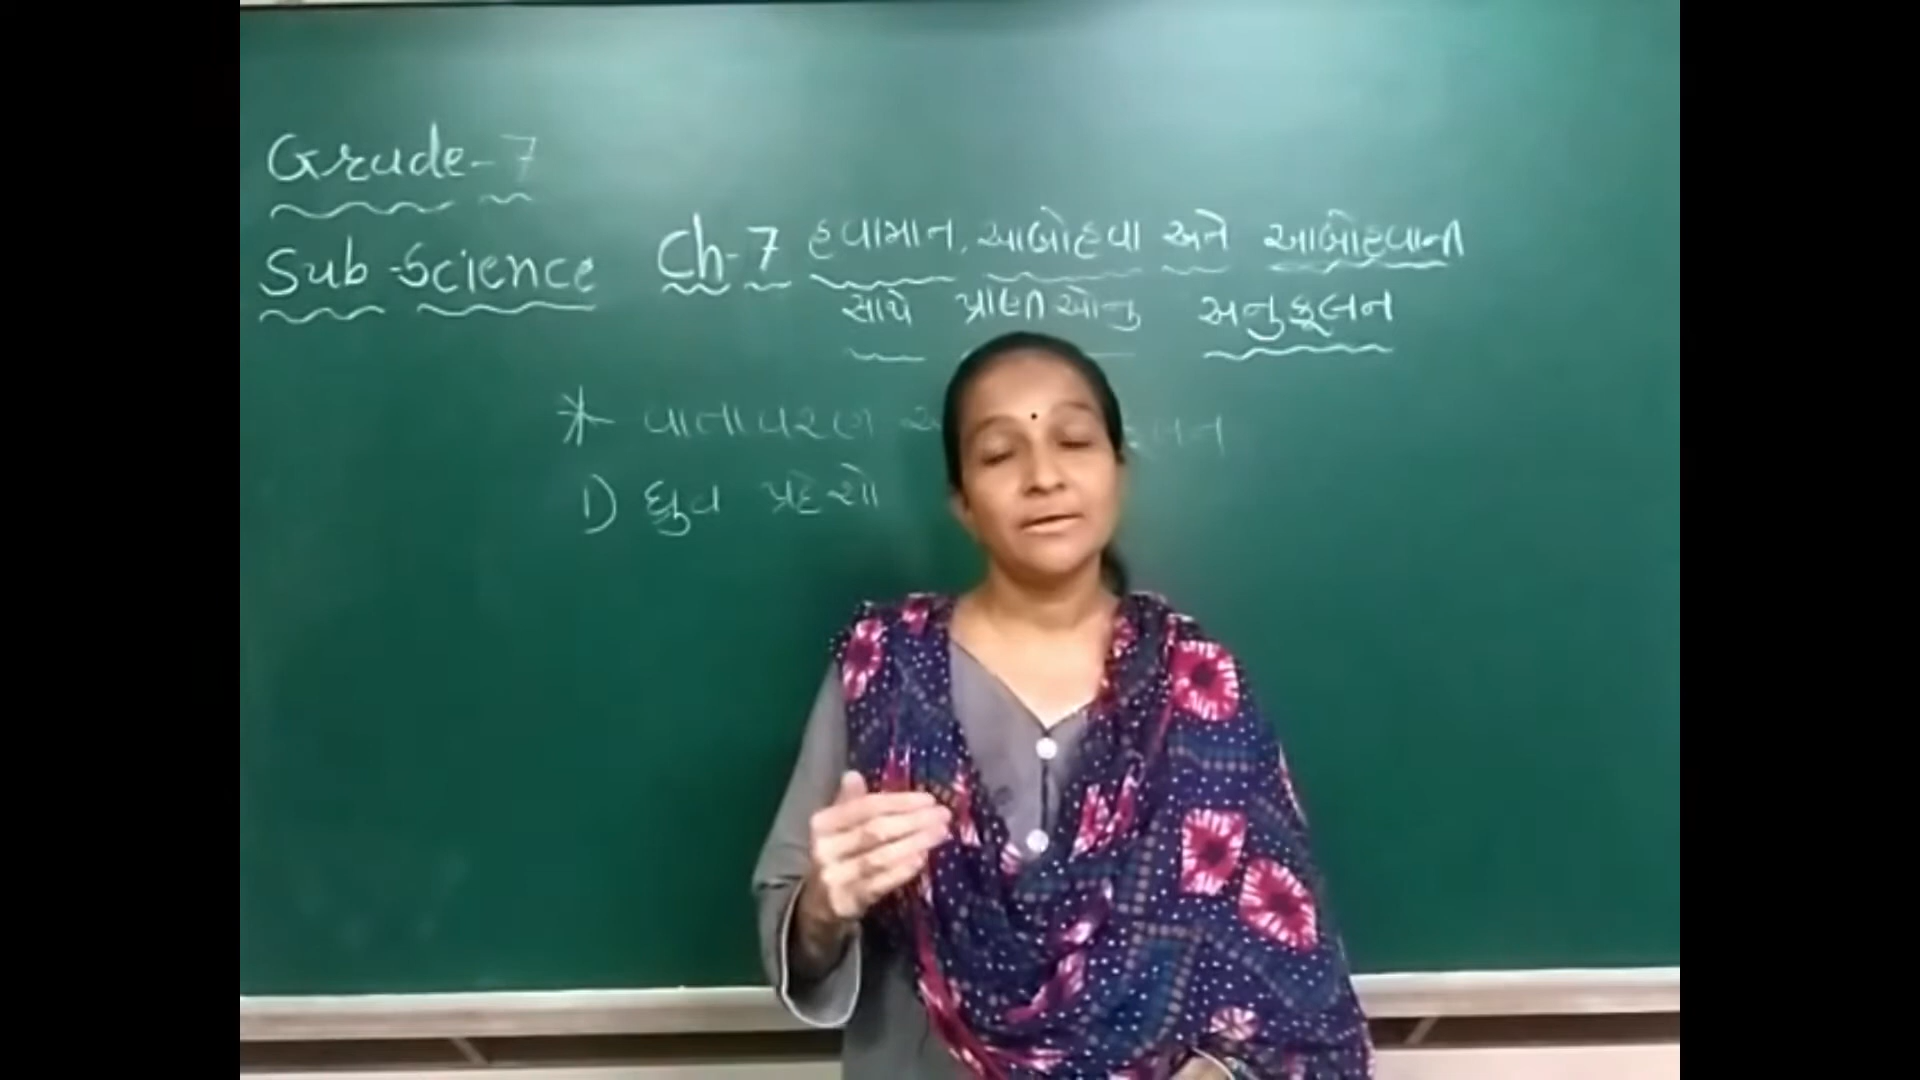 Grade-7
Sub-Science
Ch-7 હવામાન, આબોહવા અને આબોહવાની
સાથે પ્રાણીઓનુ અનુકૂલન
* વાતાવરણ
1) ધ્રુવ પ્રદેશો